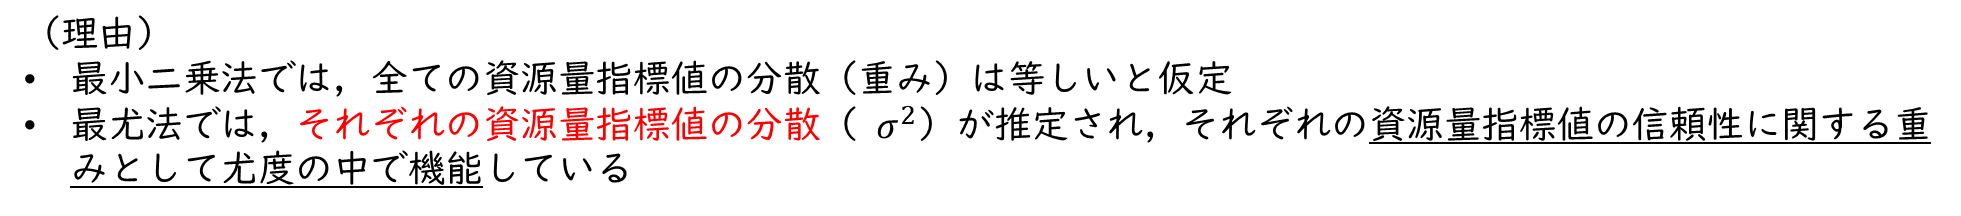 （理由）
• 最小二乗法では，全ての資源量指標値の分散（重み）は等しいと仮定
• 最尤法では，それぞれの資源量指標値の分散（ σ²）が推定され，それぞれの資源量指標値の信頼性に関する重
みとして尤度の中で機能している